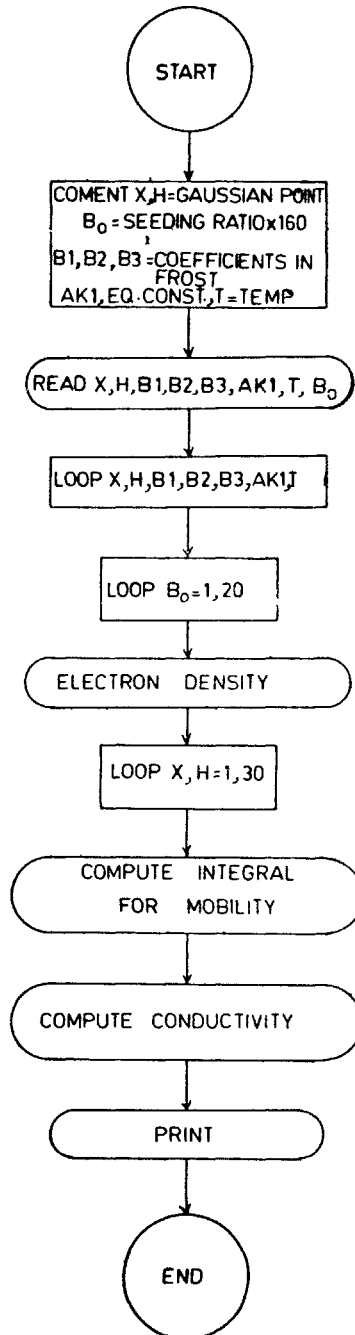 START
COMENT X,H=GAUSSIAN POINT
B₀=SEEDING RATIO×160
B1,B2,B3=COEFFICIENTS IN
FROST
AK1, EQ.CONST.,T=TEMP
READ X,H,B1,B2,B3,AK1,T,B₀
LOOP X,H,B1,B2,B3,AK1,T
LOOP B₀=1,20
ELECTRON DENSITY
LOOP X,H=1,30
COMPUTE INTEGRAL
FOR MOBILITY
COMPUTE CONDUCTIVITY
PRINT
END